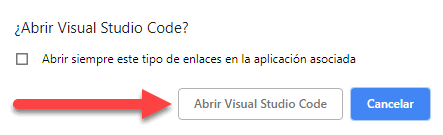 ¿Abrir Visual Studio Code?
Abrir siempre este tipo de enlaces en la aplicación asociada
Abrir Visual Studio Code Cancelar